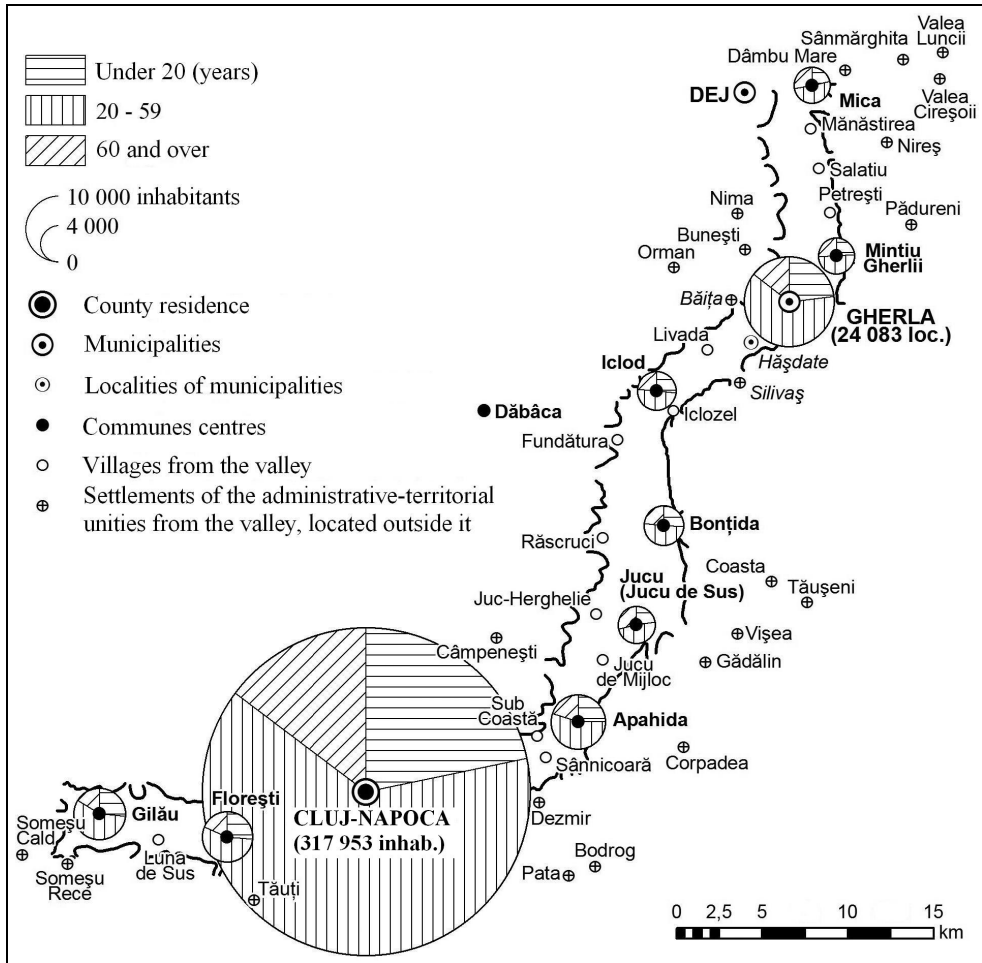 Under 20 (years)
20 - 59
60 and over
10 000 inhabitants
4 000
0
County residence
Municipalities
Localities of municipalities
Communes centres
Villages from the valley
Settlements of the administrative-territorial
unities from the valley, located outside it
Valea
Luncii
Sânmărghita
Dâmbu Mare
DEJ
Mica
Valea
Cireşoii
Mănăstirea
Nireş
Salatiu
Petreşti
Nima
Pădureni
Buneşti
Orman
Mintiu
Gherlii
Băiţa
GHERLA
(24 083 loc.)
Livada
Hăşdate
Iclod
Silivaş
Dăbâca
Iclozel
Fundătura
Bonţida
Răscruci
Coasta
Tăuşeni
Jucu
(Jucu de Sus)
Juc-Herghelie
Vişea
Câmpeneşti
Gădălin
Jucu
de Mijloc
Sub
Coastă
Apahida
Corpadea
Sânnicoară
CLUJ-NAPOCA
(317 953 inhab.)
Dezmir
Floreşti
Gilău
Someşu
Cald
Someşu
Rece
Luna
de Sus
Tăuţi
Bodrog
Pata
0 2,5 5 10 15
km